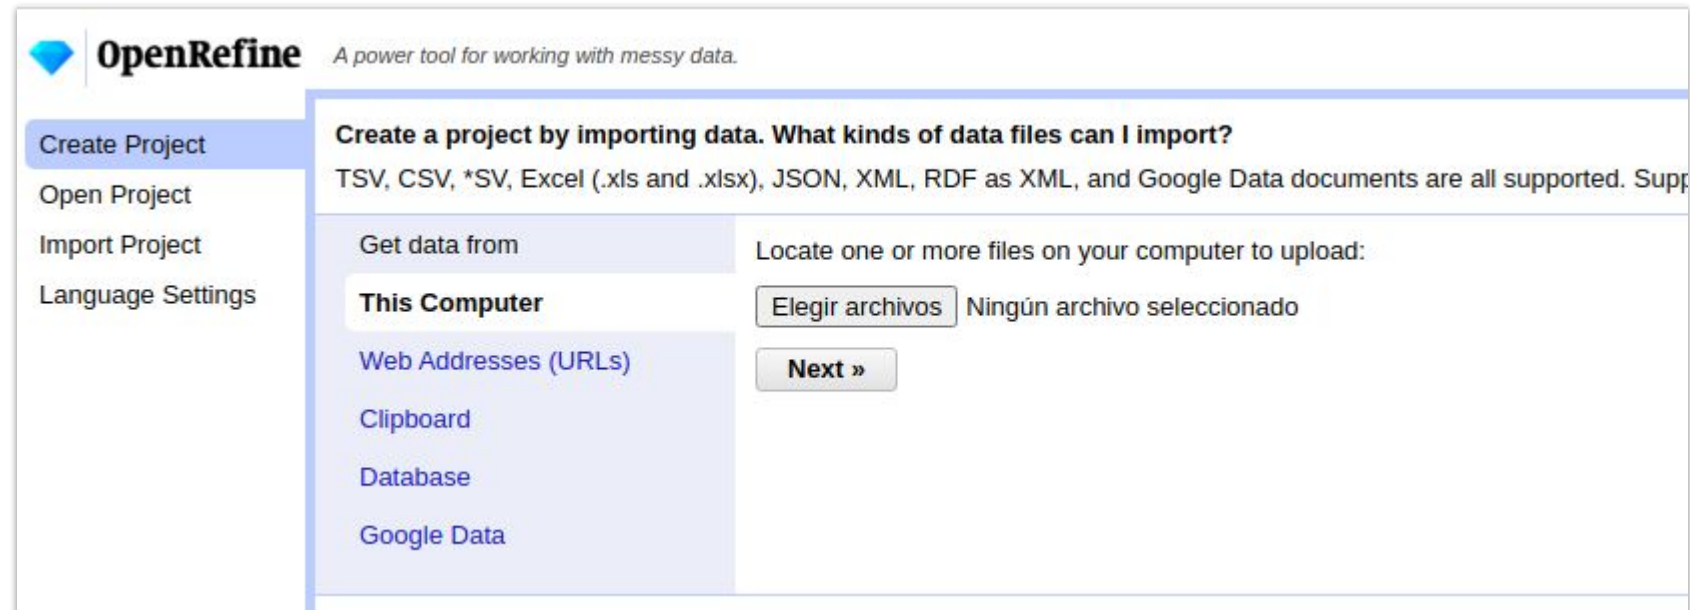 OpenRefine
A power tool for working with messy data.
Create Project
Open Project
Import Project
Language Settings
Create a project by importing data. What kinds of data files can I import?
TSV, CSV, *SV, Excel (.xls and .xlsx), JSON, XML, RDF as XML, and Google Data documents are all supported.
Get data from
This Computer
Web Addresses (URLs)
Clipboard
Database
Google Data
Locate one or more files on your computer to upload:
Elegir archivos Ningún archivo seleccionado
Next »